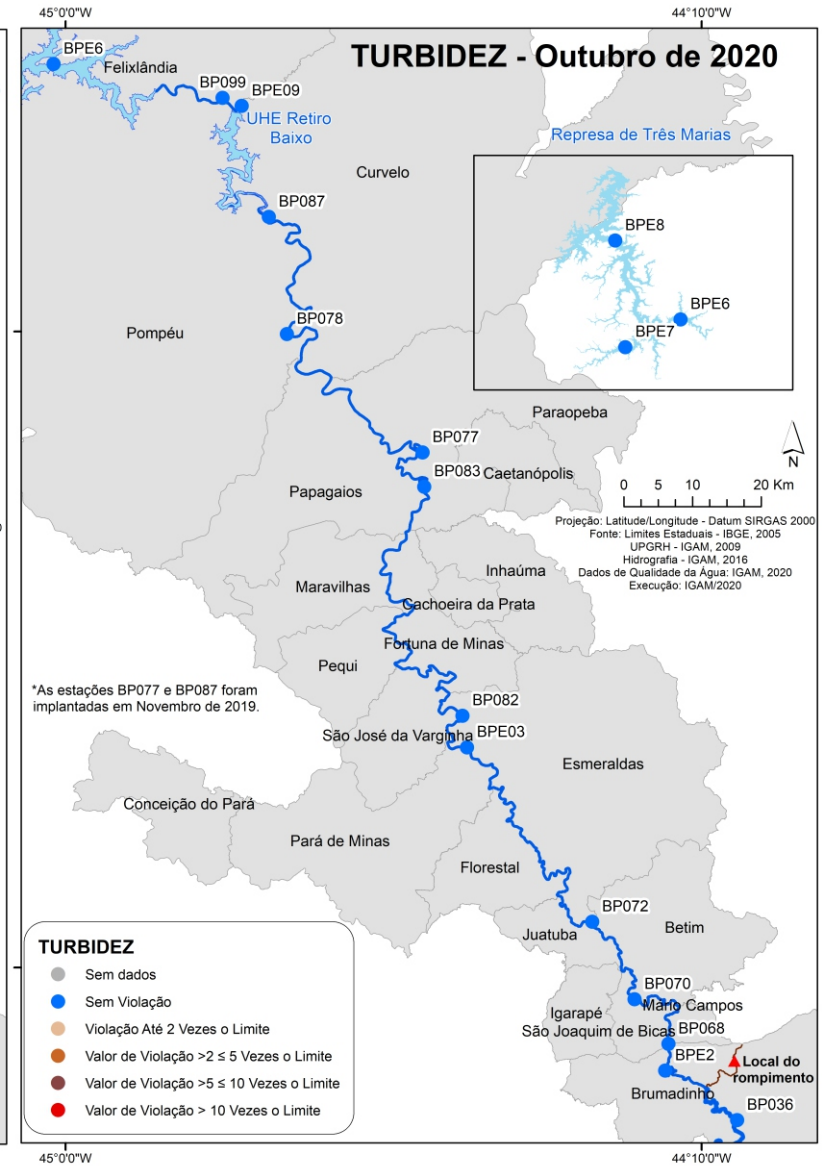 45°0'0"W
44°10'0"W
TURBIDEZ - Outubro de 2020
BPE6
Felixlândia
BP099
BPE09
UHE Retiro
Baixo
Represa de Três Marias
Curvelo
BP087
BPE8
BPE6
BPE7
BP078
Pompéu
Paraopeba
BP077
BP083
Caetanópolis
Papagaios
N
0 5 10 20 Km
Projeção: Latitude/Longitude - Datum SIRGAS 2000
Fonte: Limites Estaduais - IBGE, 2005
UPGRH - IGAM, 2009
Hidrografia - IGAM, 2016
Dados de Qualidade da Água: IGAM, 2020
Execução: IGAM/2020
Inhaúma
Maravilhas
Cachoeira da Prata
Fortuna de Minas
Pequi
*As estações BP077 e BP087 foram
implantadas em Novembro de 2019.
BP082
São José da Varginha
BPE03
Esmeraldas
Conceição do Pará
Pará de Minas
Florestal
BP072
Juatuba
Betim
BP070
Mário Campos
Igarapé
São Joaquim de Bicas
BP068
BPE2
Local do
rompimento
Brumadinho
BP036
TURBIDEZ
Sem dados
Sem Violação
Violação Até 2 Vezes o Limite
Valor de Violação >2 ≤ 5 Vezes o Limite
Valor de Violação >5 ≤ 10 Vezes o Limite
Valor de Violação > 10 Vezes o Limite
45°0'0"W
44°10'0"W